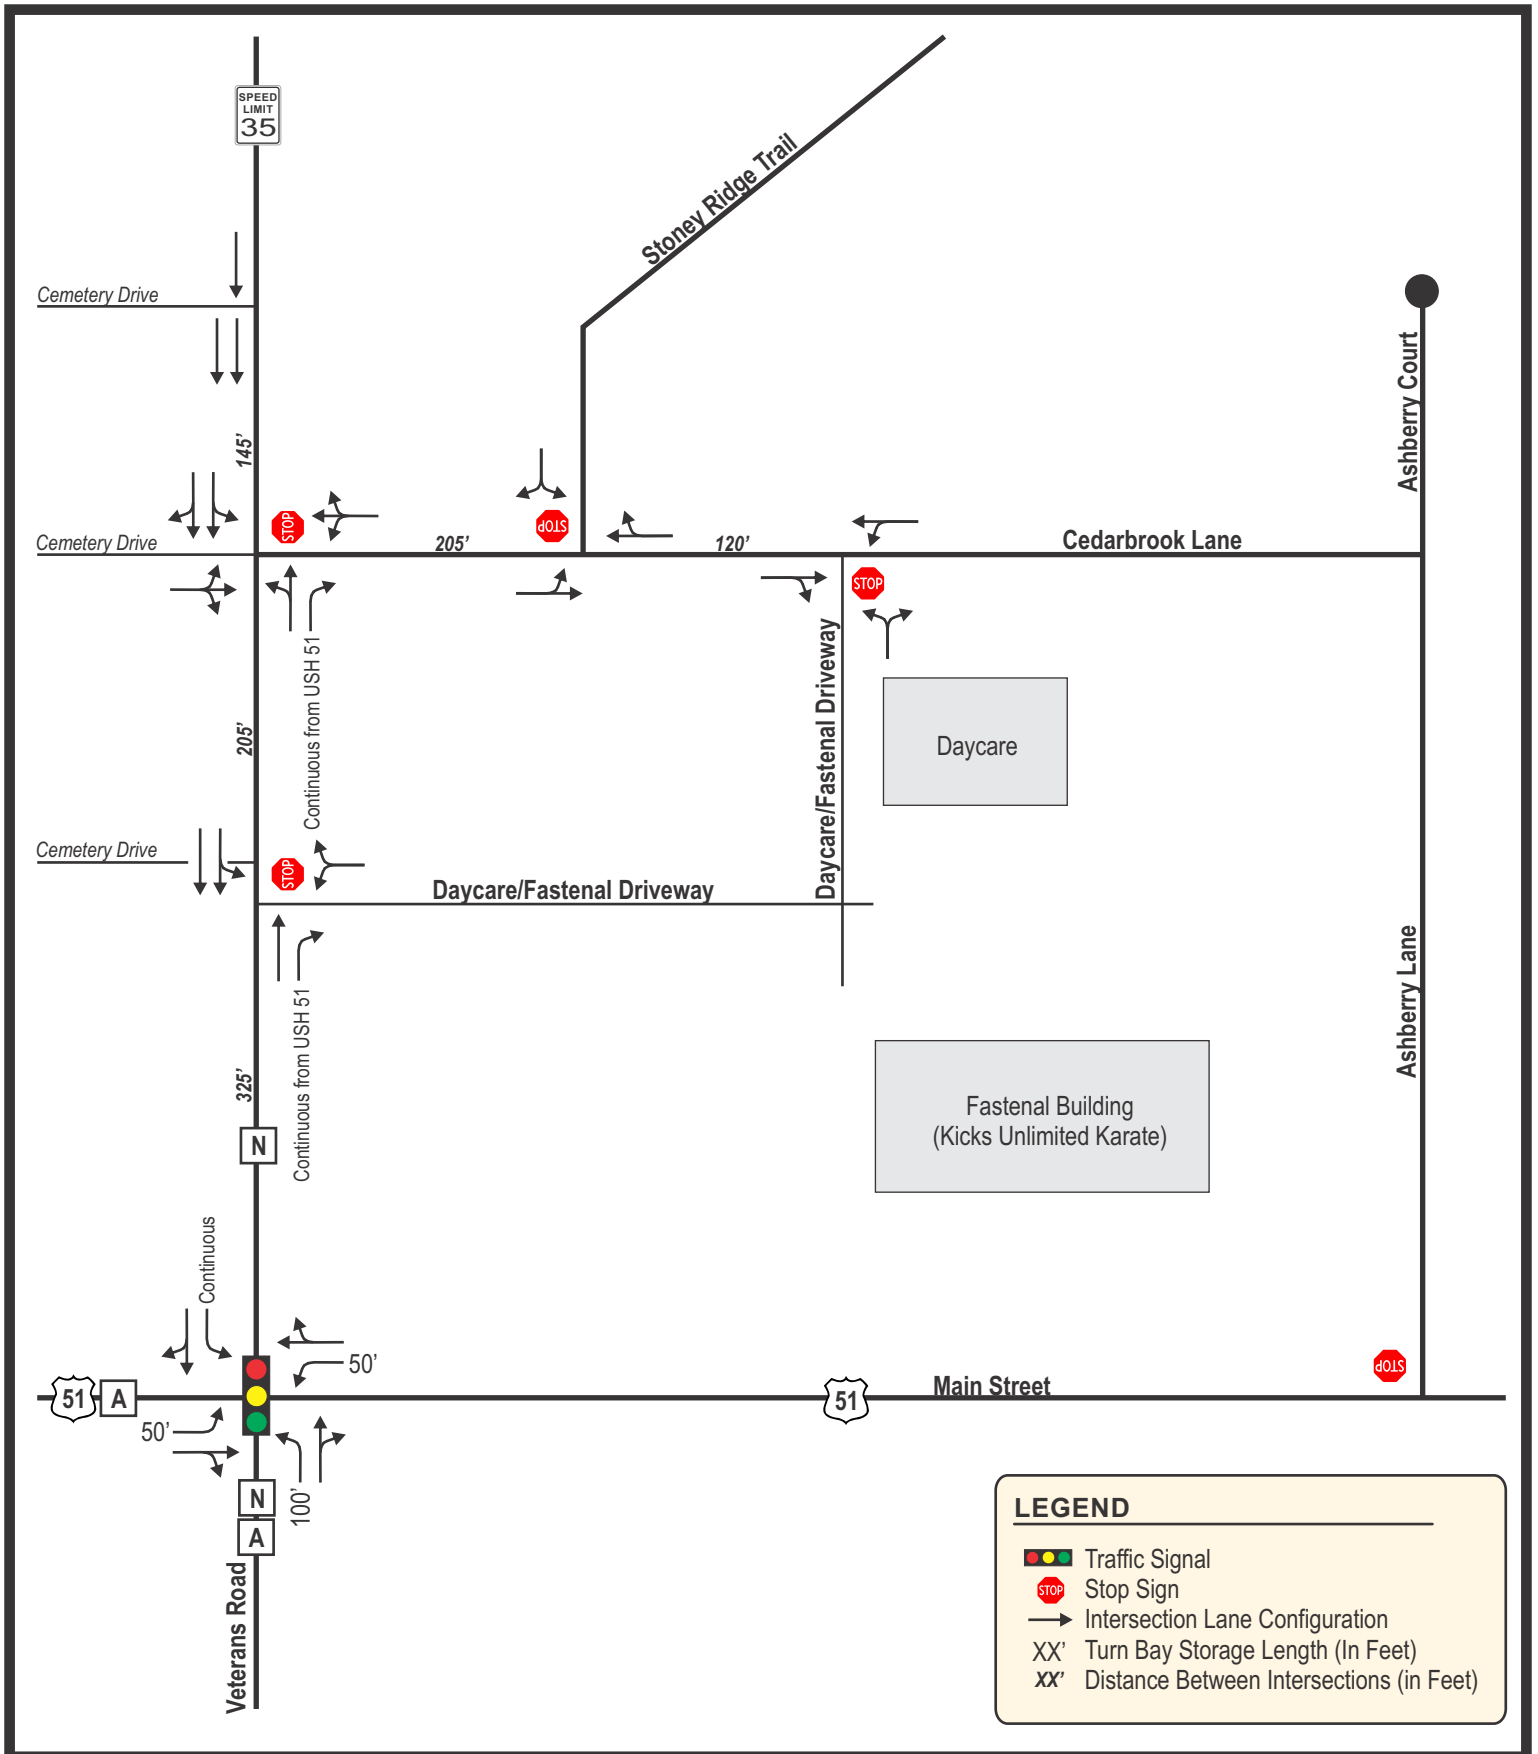 SPEED
LIMIT
35
Stoney Ridge Trail
Cemetery Drive
Ashberry Court
145’
STOP
STOP
Cemetery Drive
205’
120’
Cedarbrook Lane
STOP
Continuous from USH 51
Daycare/Fastenal Driveway
205’
Daycare
Cemetery Drive
STOP
Daycare/Fastenal Driveway
Ashberry Lane
Continuous from USH 51
325’
N
Fastenal Building
(Kicks Unlimited Karate)
Continuous
50’
STOP
51
A
51
Main Street
50’
100’
N
A
Veterans Road
LEGEND
Traffic Signal
STOP Stop Sign
Intersection Lane Configuration
XX’ Turn Bay Storage Length (In Feet)
XX’ Distance Between Intersections (in Feet)